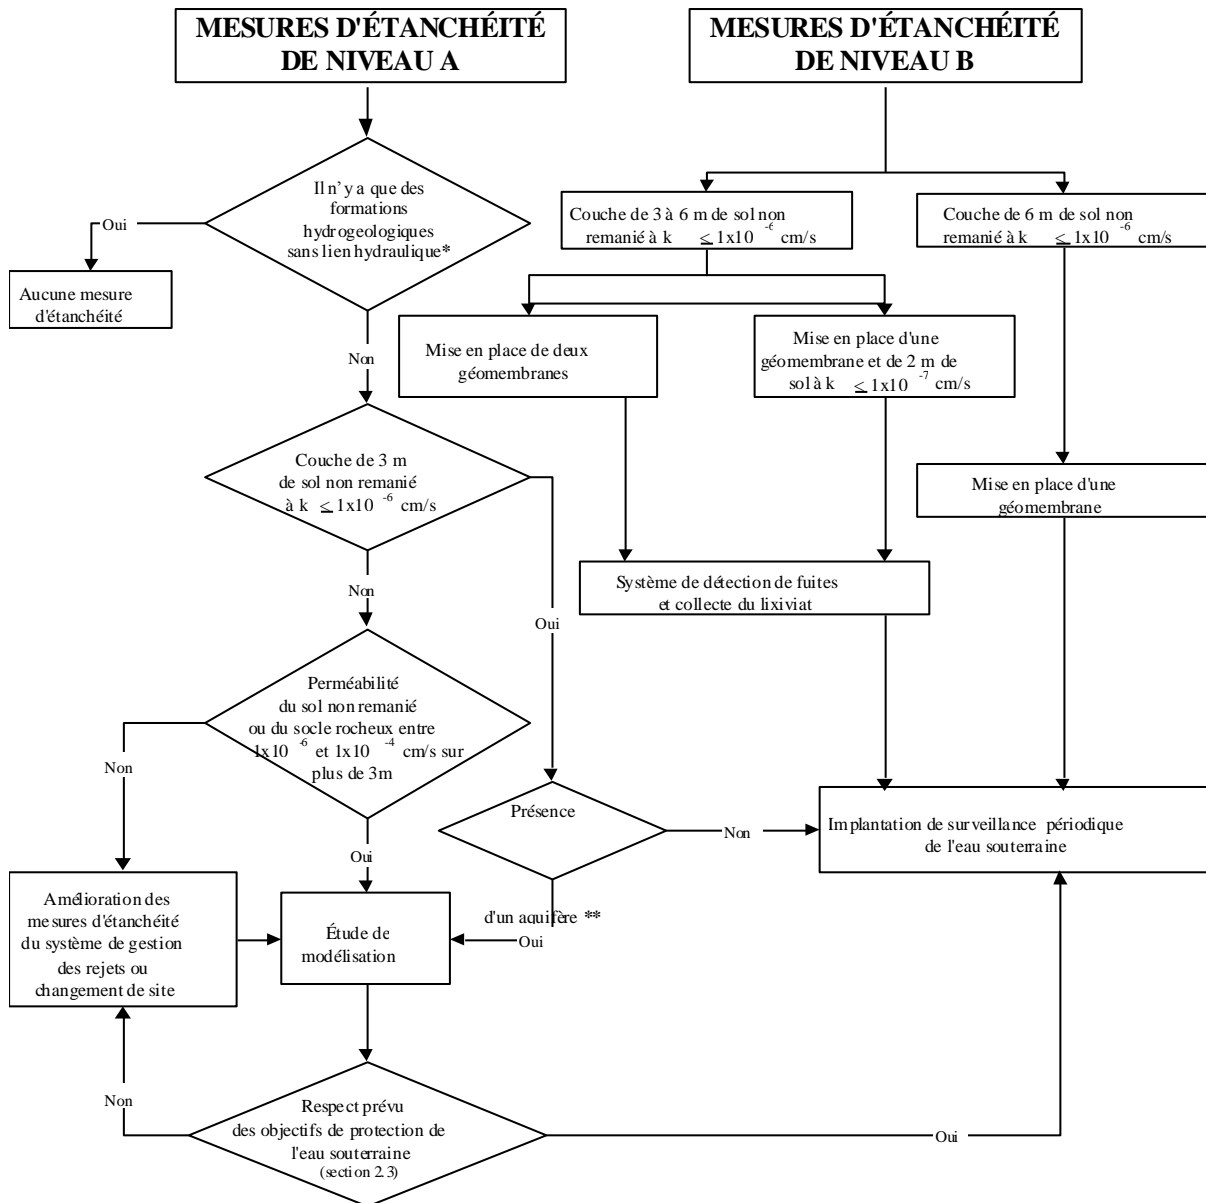 MESURES D'ÉTANCHÉITÉ
DE NIVEAU A
MESURES D'ÉTANCHÉITÉ
DE NIVEAU B
Il n'y a que des
formations
hydrogeologiques
sans lien hydraulique*
Oui
Aucune mesure
d'étanchéité
Non
Couche de 3 m
de sol non remanié
à k ≤ 1x10 -6 cm/s
Non
Oui
Perméabilité
du sol non remanié
ou du socle rocheux entre
1x10 -6 et 1x10 -4 cm/s sur
plus de 3m
Non
Oui
Amélioration des
mesures d'étanchéité
du système de gestion
des rejets ou
changement de site
Étude de
modélisation
Présence
d'un aquifère **
Oui
Non
Respect prévu
des objectifs de protection de
l'eau souterraine
(section 2.3)
Non
Oui
Couche de 3 à 6 m de sol non
remanié à k ≤ 1x10 -6 cm/s
Couche de 6 m de sol non
remanié à k ≤ 1x10 -6 cm/s
Mise en place de deux
géomembranes
Mise en place d'une
géomembrane et de 2 m de
sol à k ≤ 1x10 -7 cm/s
Mise en place d'une
géomembrane
Système de détection de fuites
et collecte du lixiviat
Implantation de surveillance périodique
de l'eau souterraine